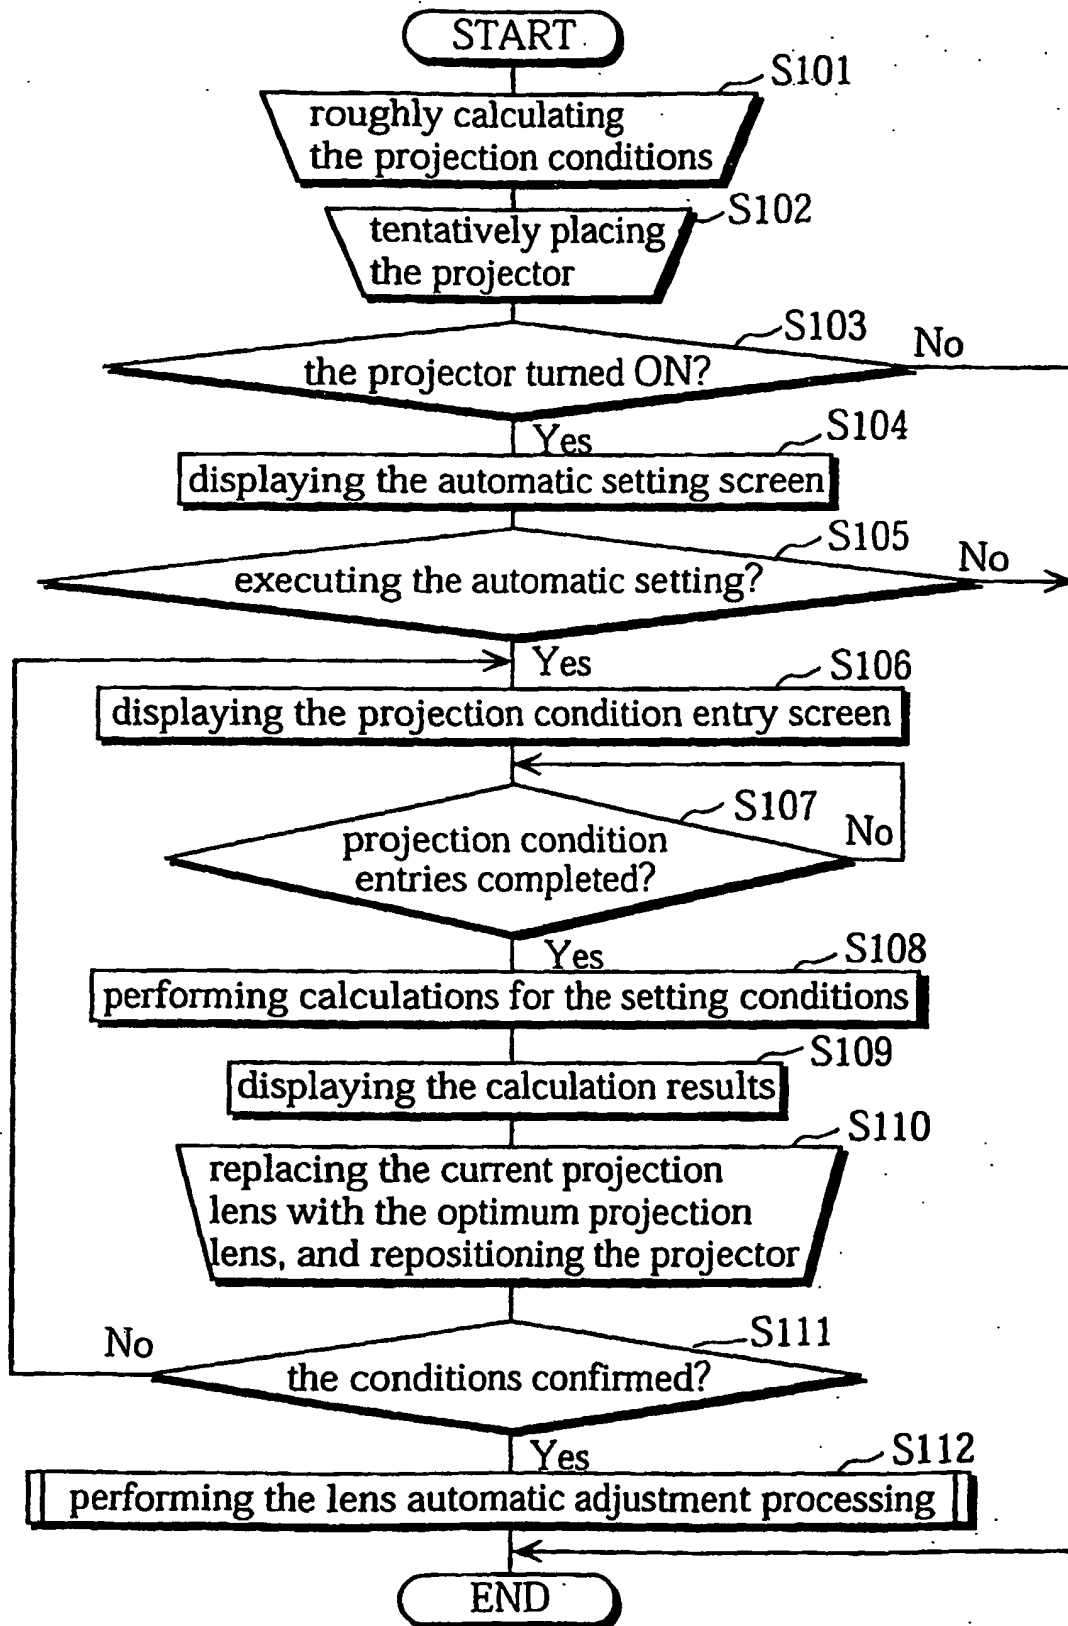 START
S101
roughly calculating
the projection conditions
S102
tentatively placing
the projector
S103
the projector turned ON?
No
Yes
S104
displaying the automatic setting screen
S105
executing the automatic setting?
No
Yes
S106
displaying the projection condition entry screen
S107
projection condition
entries completed?
No
Yes
S108
performing calculations for the setting conditions
S109
displaying the calculation results
S110
replacing the current projection
lens with the optimum projection
lens, and repositioning the projector
S111
No
the conditions confirmed?
Yes
S112
performing the lens automatic adjustment processing
END